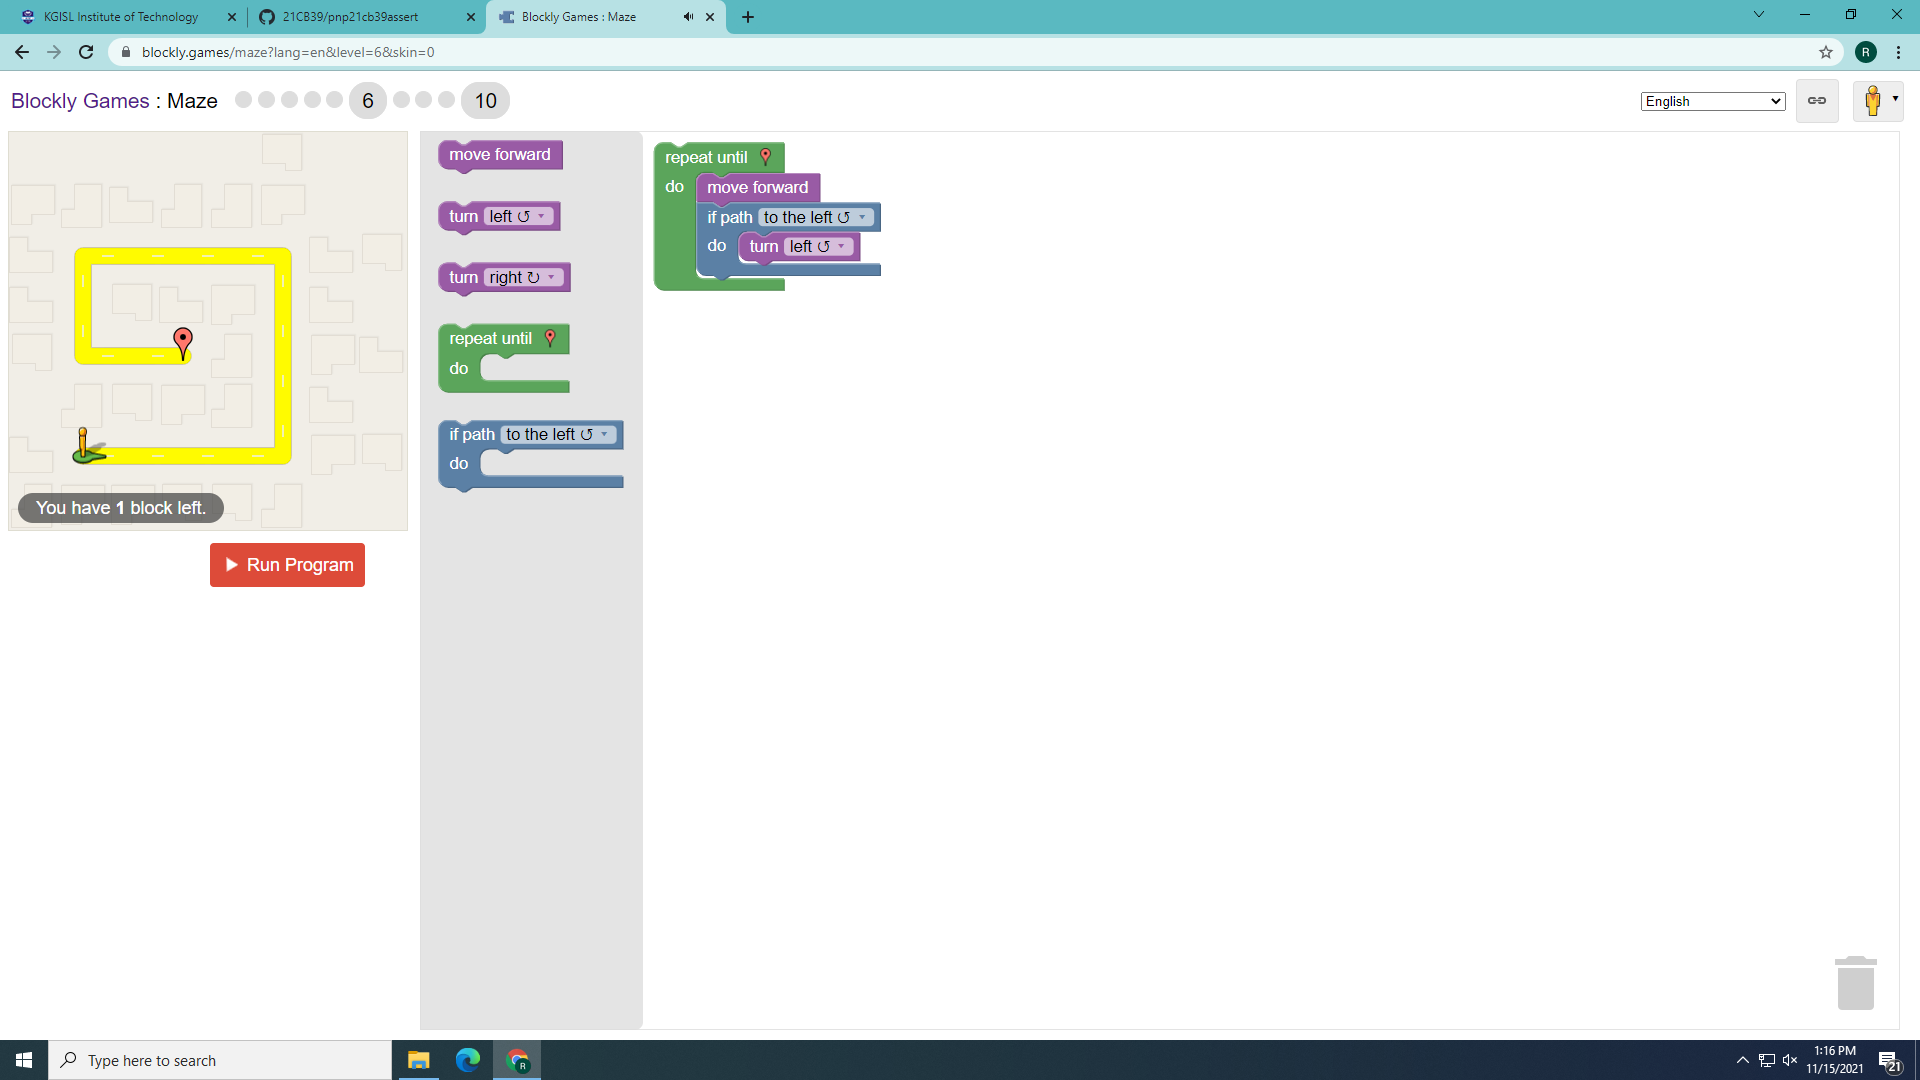 KGISL Institute of Technology
21CB39/pnp21cb39assert
Blockly Games : Maze
blockly.games/maze?lang=en&level=6&skin=0
R
Blockly Games : Maze
6
10
English
move forward
turn left ↺
turn right ↻
repeat until
do
if path to the left ↺
do
repeat until
do
move forward
if path to the left ↺
do
turn left ↺
You have 1 block left.
Run Program
Type here to search
R
1:16 PM
11/15/2021
21